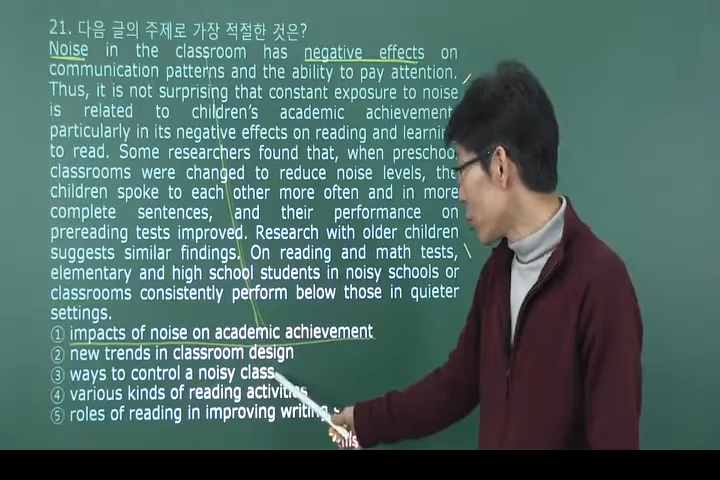 21. 다음 글의 주제로 가장 적절한 것은?
Noise in the classroom has negative effects on
communication patterns and the ability to pay attention.
Thus, it is not surprising that constant exposure to noise
is related to children's academic achievement,
particularly in its negative effects on reading and learnin
to read. Some researchers found that, when preschoo
classrooms were changed to reduce noise levels, the
children spoke to each other more often and in more
complete sentences, and their performance on
prereading tests improved. Research with older children
suggests similar findings. On reading and math tests,
elementary and high school students in noisy schools or
classrooms consistently perform below those in quieter
settings.
① impacts of noise on academic achievement
② new trends in classroom design
③ ways to control a noisy class
④ various kinds of reading activities
⑤ roles of reading in improving writing